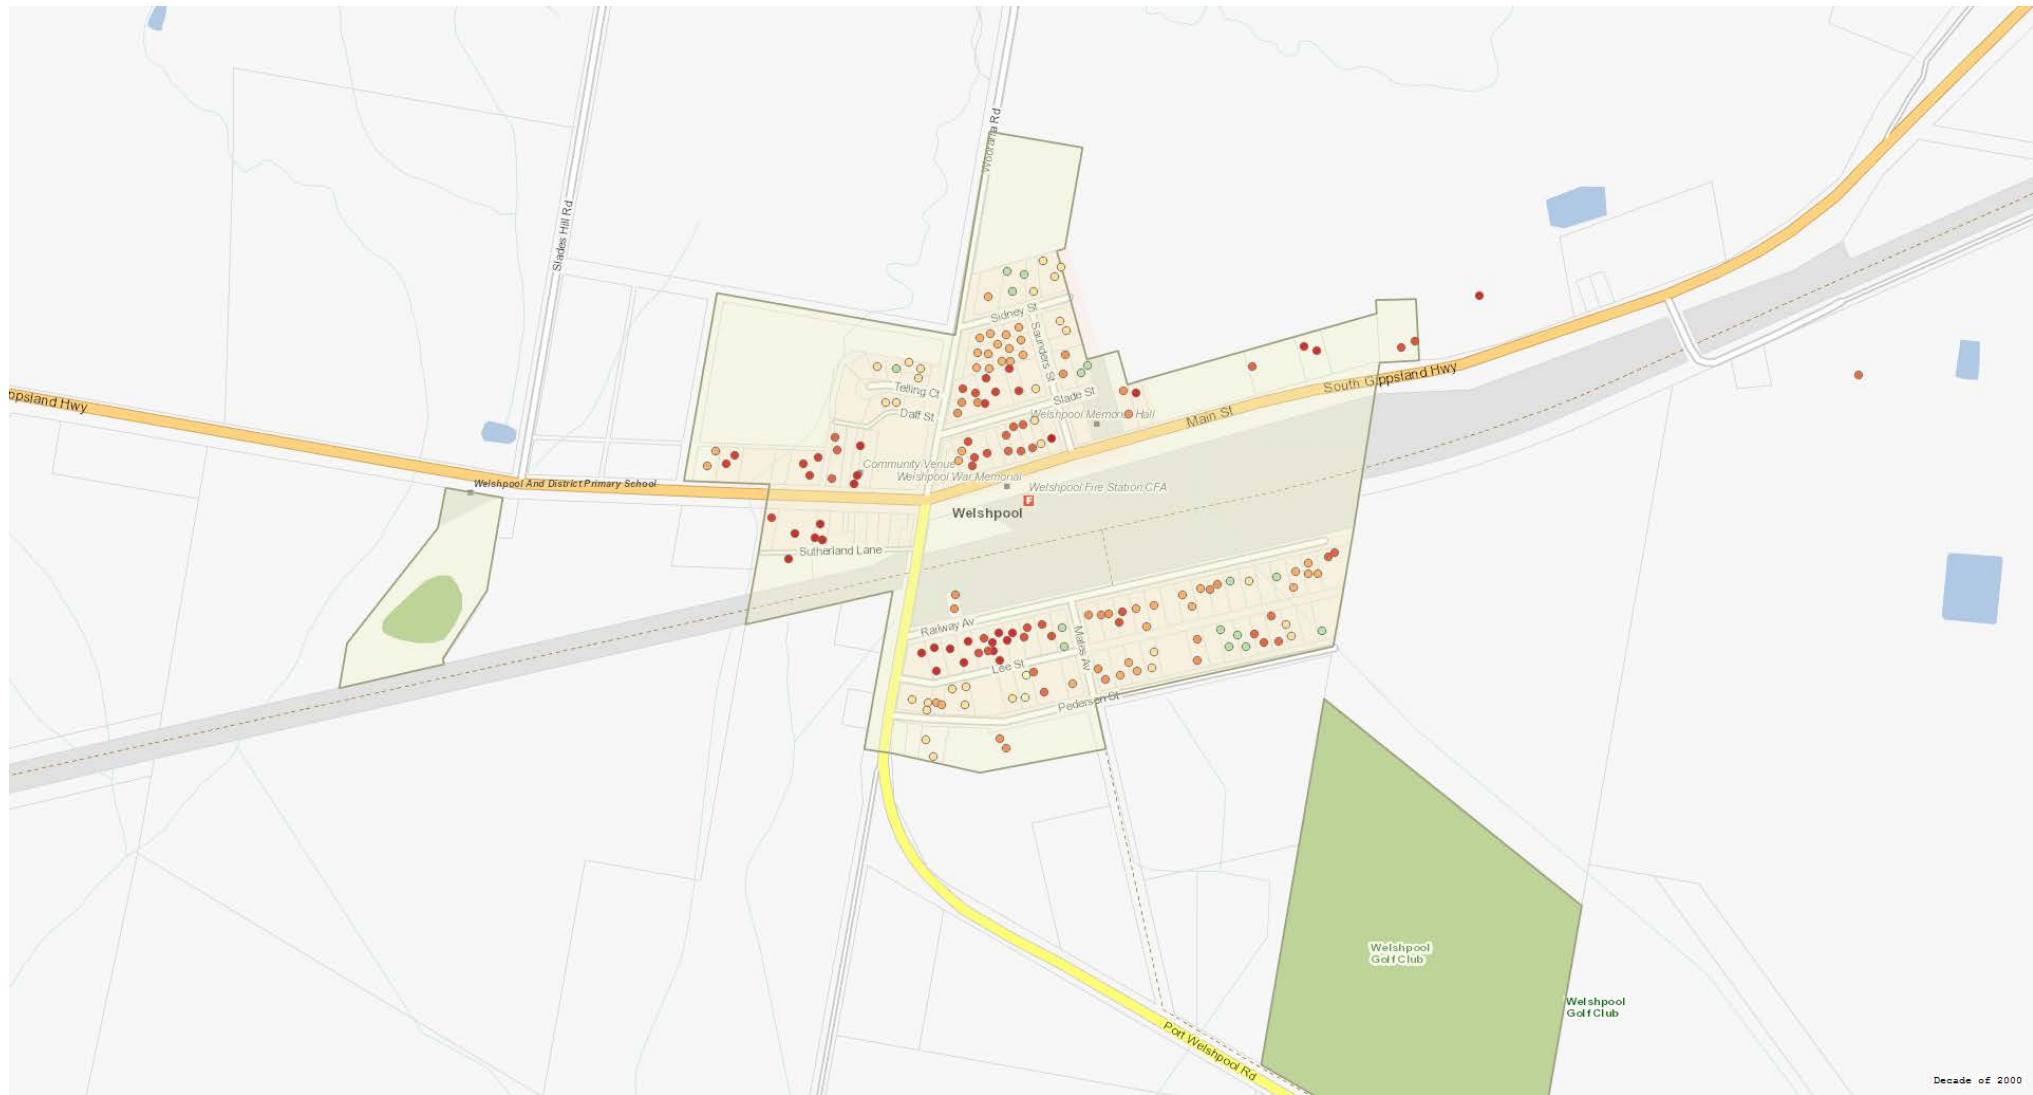 Wooraria Rd
Slades Hill Rd
Sidney St
Saunders St
Telling Ct
Slade St
South Gippsland Hwy
ppsland Hwy
Daff St
Welshpool Memorial Hall
Main St
Community Venue
Welshpool War Memorial
Welshpool And District Primary School
Welshpool Fire Station CFA
F
Welshpool
Sutherland Lane
Railway Av
Mates Av
Lee St
Pedersen St
Welshpool
Golf Club
Welshpool
Golf Club
Port Welshpool Rd
Decade of 2000